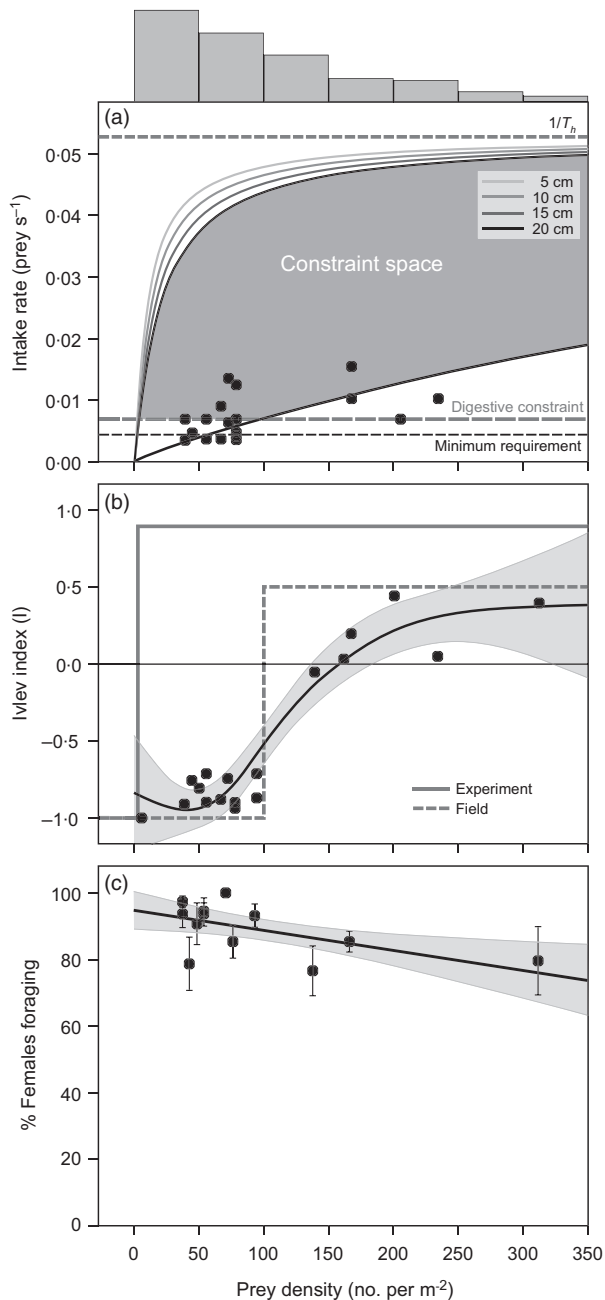 (a)
1/Th
0·05
0·04
0·03
0·02
0·01
0·00
Intake rate (prey s−1)
5 cm
10 cm
15 cm
20 cm
Constraint space
Digestive constraint
Minimum requirement
(b)
1·0
0·5
0·0
−0·5
−1·0
Ivlev index (I)
Experiment
Field
(c)
100
80
60
40
20
0
% Females foraging
0 50 100 150 200 250 300 350
Prey density (no. per m-2)